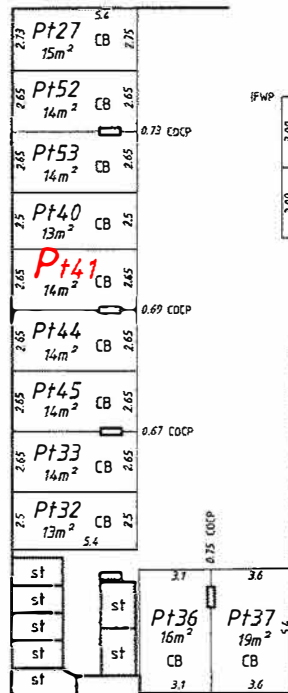 5.4
2.73 Pt27 CB 2.75
15m²
2.65 Pt52 CB 2.65
14m²
0.73 COCP
2.65 Pt53 CB 2.65
14m²
2.5 Pt40 CB 2.5
13m²
2.65 Pt41 CB 2.65
14m²
0.69 COCP
2.65 Pt44 CB 2.65
14m²
2.65 Pt45 CB 2.65
14m²
0.67 COCP
2.65 Pt33 CB 2.65
14m²
2.5 Pt32 CB 2.5
13m²
5.4
st
st
st
st
st
st
st
0.75 COCP
3.1 3.6
Pt36 Pt37
16m² 19m²
CB CB
3.1 3.6